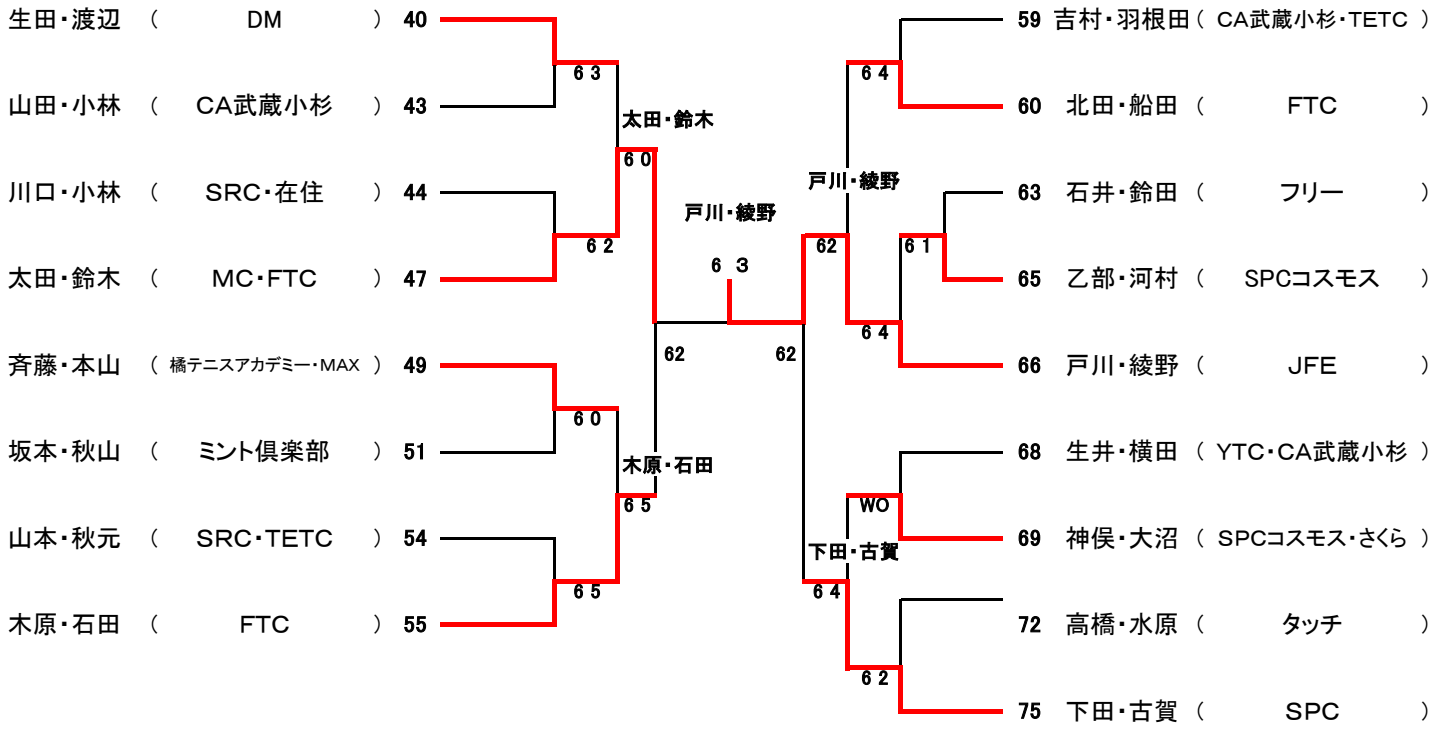 生田・渡辺 （ DM ） 40
6 3
山田・小林 （ CA武蔵小杉 ） 43
太田・鈴木
6 0
川口・小林 （ SRC・在住 ） 44
6 2
太田・鈴木 （ MC・FTC ） 47
62
斉藤・本山 （ 橘テニスアカデミー・MAX ） 49
6 0
坂本・秋山 （ ミント倶楽部 ） 51
木原・石田
6 5
山本・秋元 （ SRC・TETC ） 54
6 5
木原・石田 （ FTC ） 55
戸川・綾野
6 3
59 吉村・羽根田（ CA武蔵小杉・TETC ）
6 4
60 北田・船田 （ FTC ）
戸川・綾野
63 石井・鈴田 （ フリー ）
62
6 1
65 乙部・河村 （ SPCコスモス ）
6 4
62
66 戸川・綾野 （ JFE ）
68 生井・横田 （ YTC・CA武蔵小杉 ）
WO
69 神俣・大沼 （ SPCコスモス・さくら ）
下田・古賀
6 4
72 高橋・水原 （ タッチ ）
6 2
75 下田・古賀 （ SPC ）